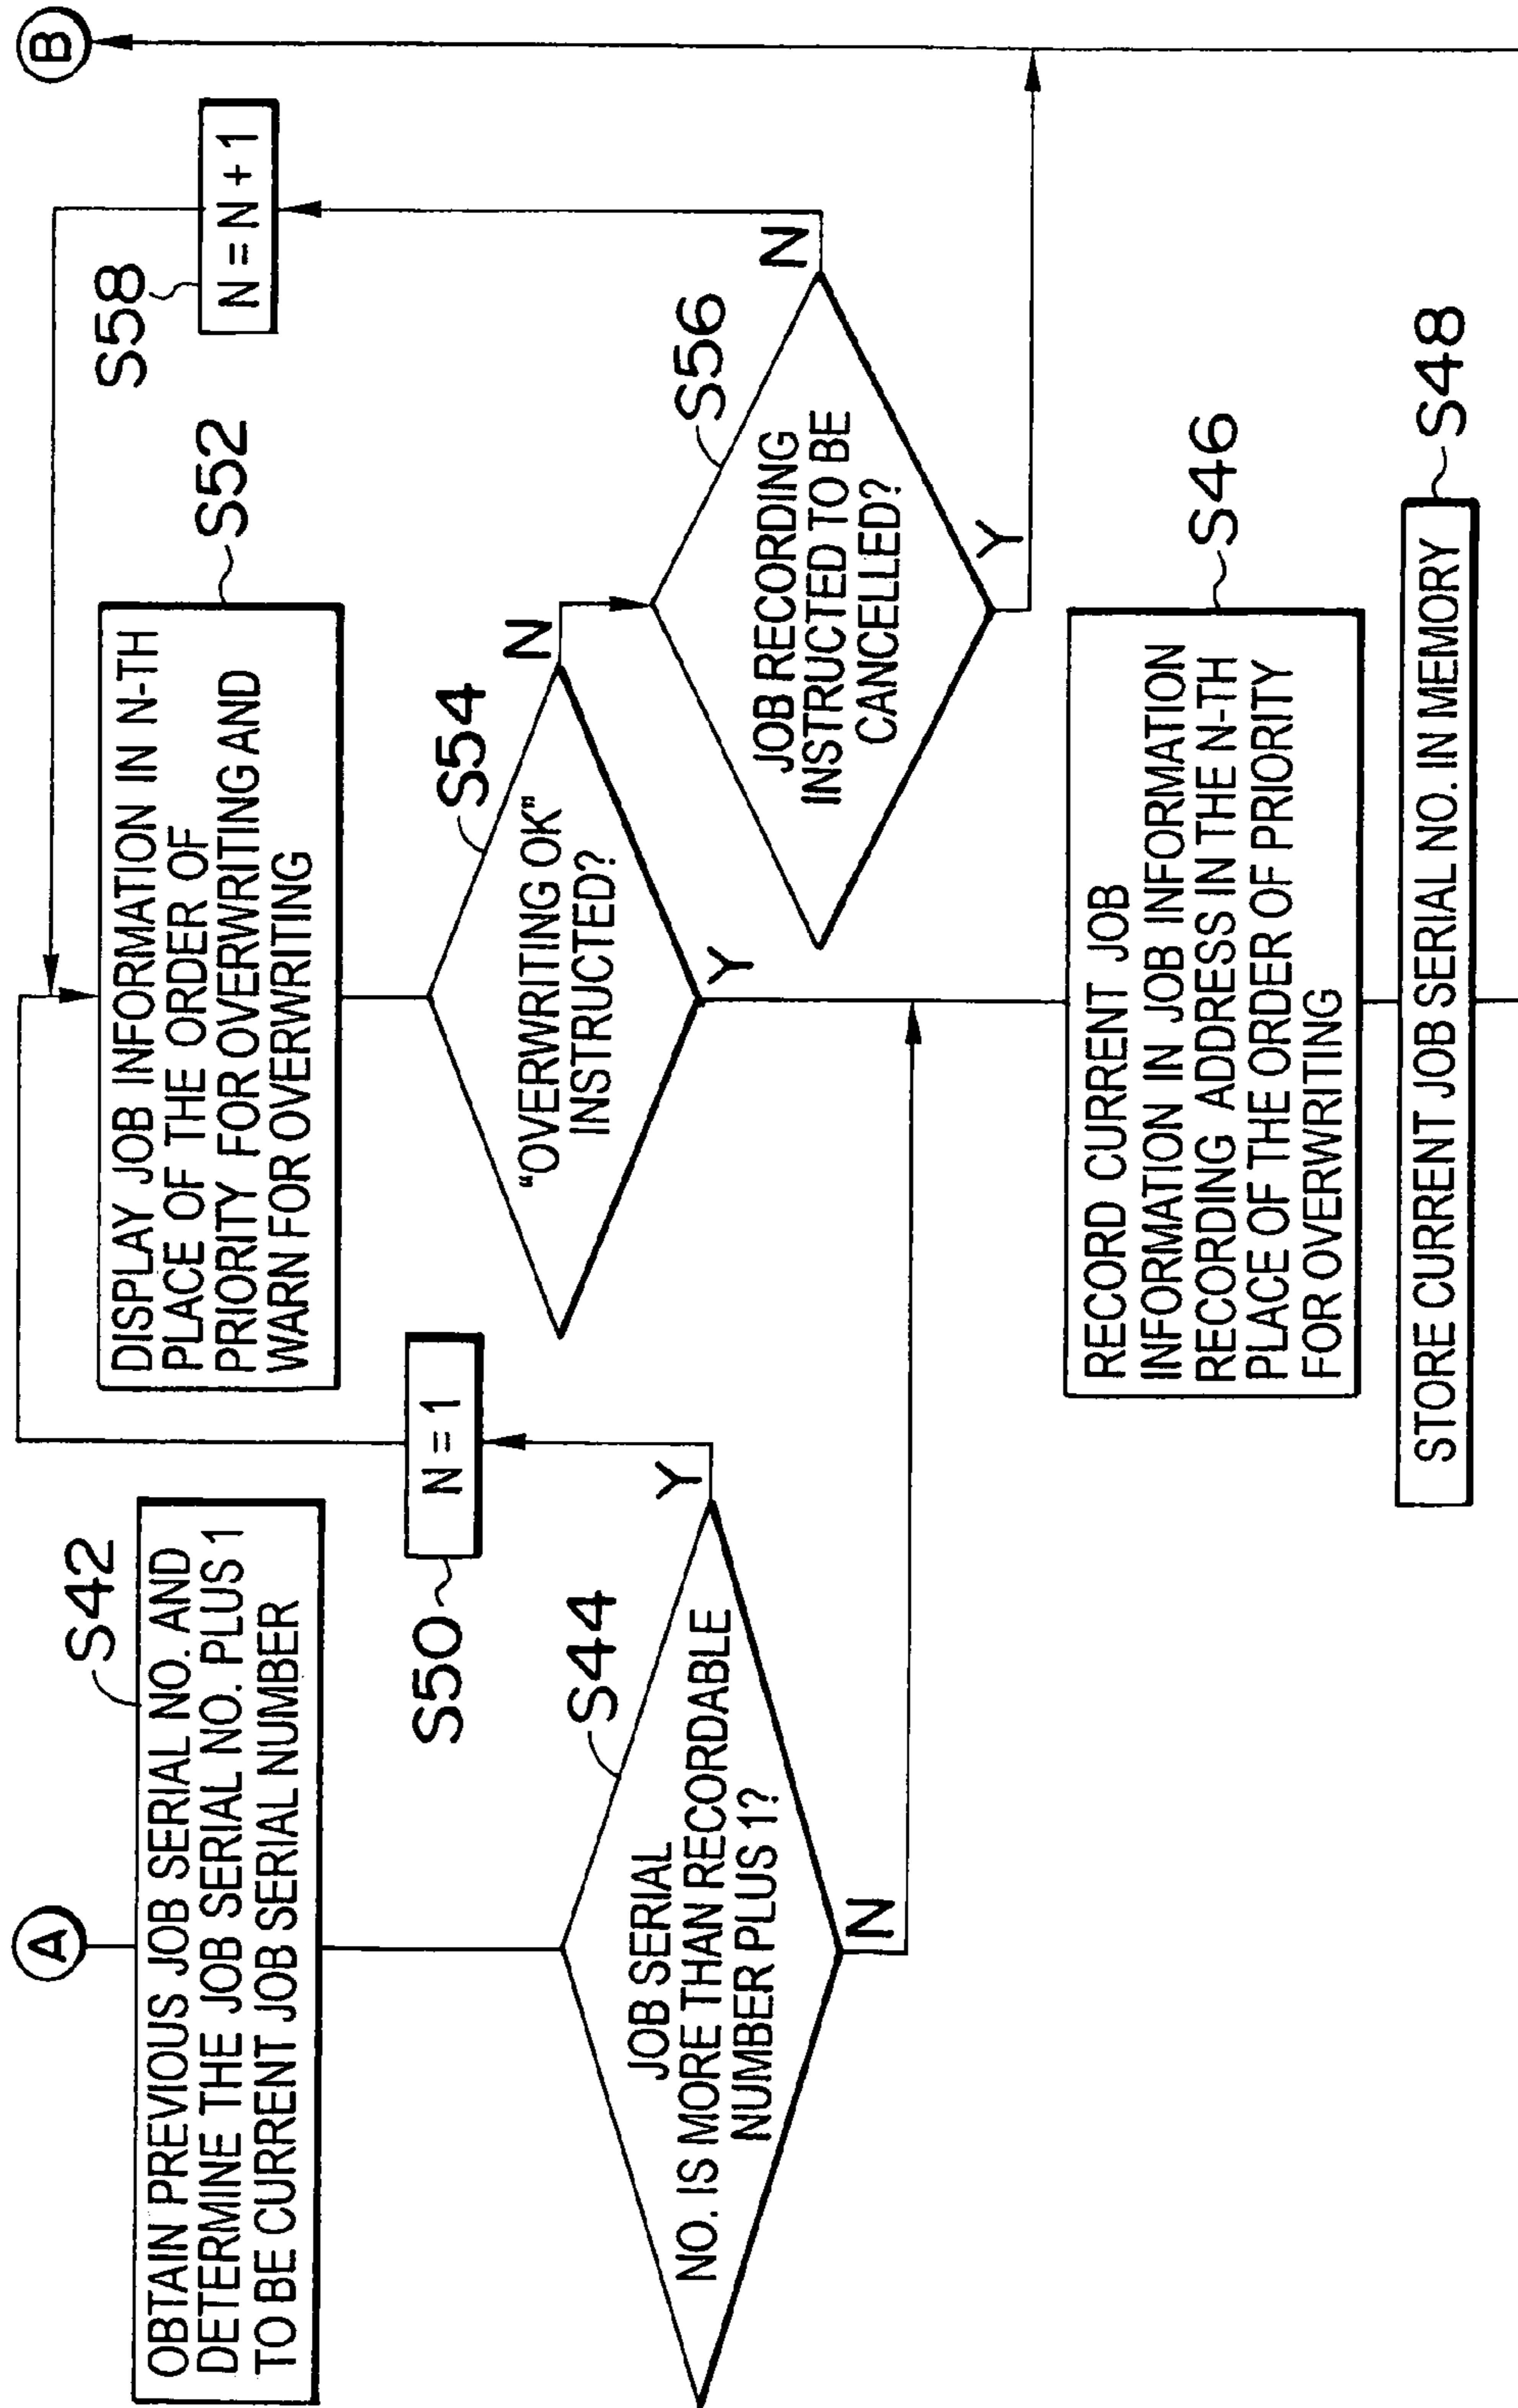 A
S42
OBTAIN PREVIOUS JOB SERIAL NO. AND
DETERMINE THE JOB SERIAL NO. PLUS 1
TO BE CURRENT JOB SERIAL NUMBER
S44
JOB SERIAL
NO. IS MORE THAN RECORDABLE
NUMBER PLUS 1?
Y
N
S50
N = 1
S52
DISPLAY JOB INFORMATION IN N-TH
PLACE OF THE ORDER OF
PRIORITY FOR OVERWRITING AND
WARN FOR OVERWRITING
S54
“OVERWRITING OK”
INSTRUCTED?
N
Y
S56
JOB RECORDING
INSTRUCTED TO BE
CANCELLED?
N
Y
S58
N = N + 1
B
S46
RECORD CURRENT JOB
INFORMATION IN JOB INFORMATION
RECORDING ADDRESS IN THE N-TH
PLACE OF THE ORDER OF PRIORITY
FOR OVERWRITING
S48
STORE CURRENT JOB SERIAL NO. IN MEMORY